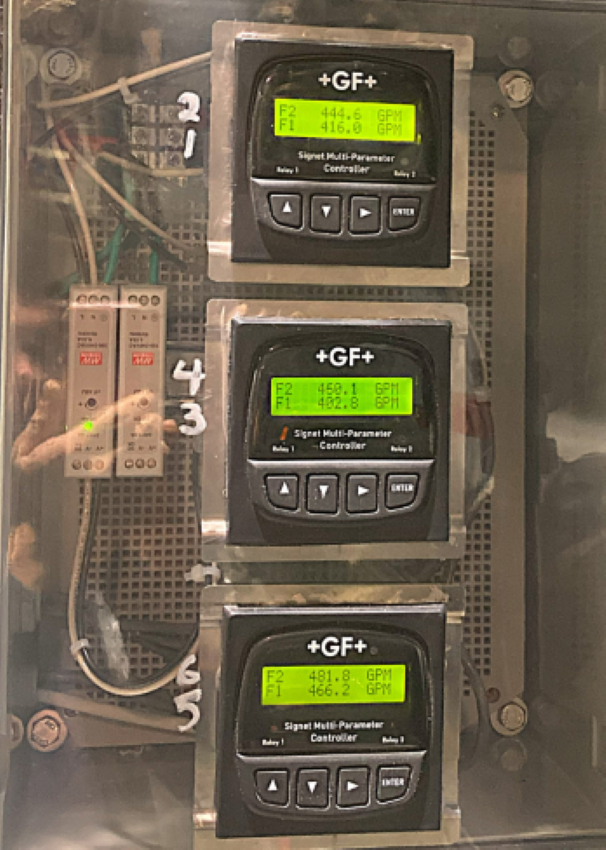 2
1
+GF+
F2 444.6 GPM
F1 416.0 GPM
Signet Multi-Parameter
Controller
Relay 1 Relay 2
ENTER
4
3
+GF+
F2 450.1 GPM
F1 402.8 GPM
Signet Multi-Parameter
Controller
Relay 1 Relay 2
ENTER
6
5
+GF+
F2 481.8 GPM
F1 466.2 GPM
Signet Multi-Parameter
Controller
Relay 1 Relay 2
ENTER